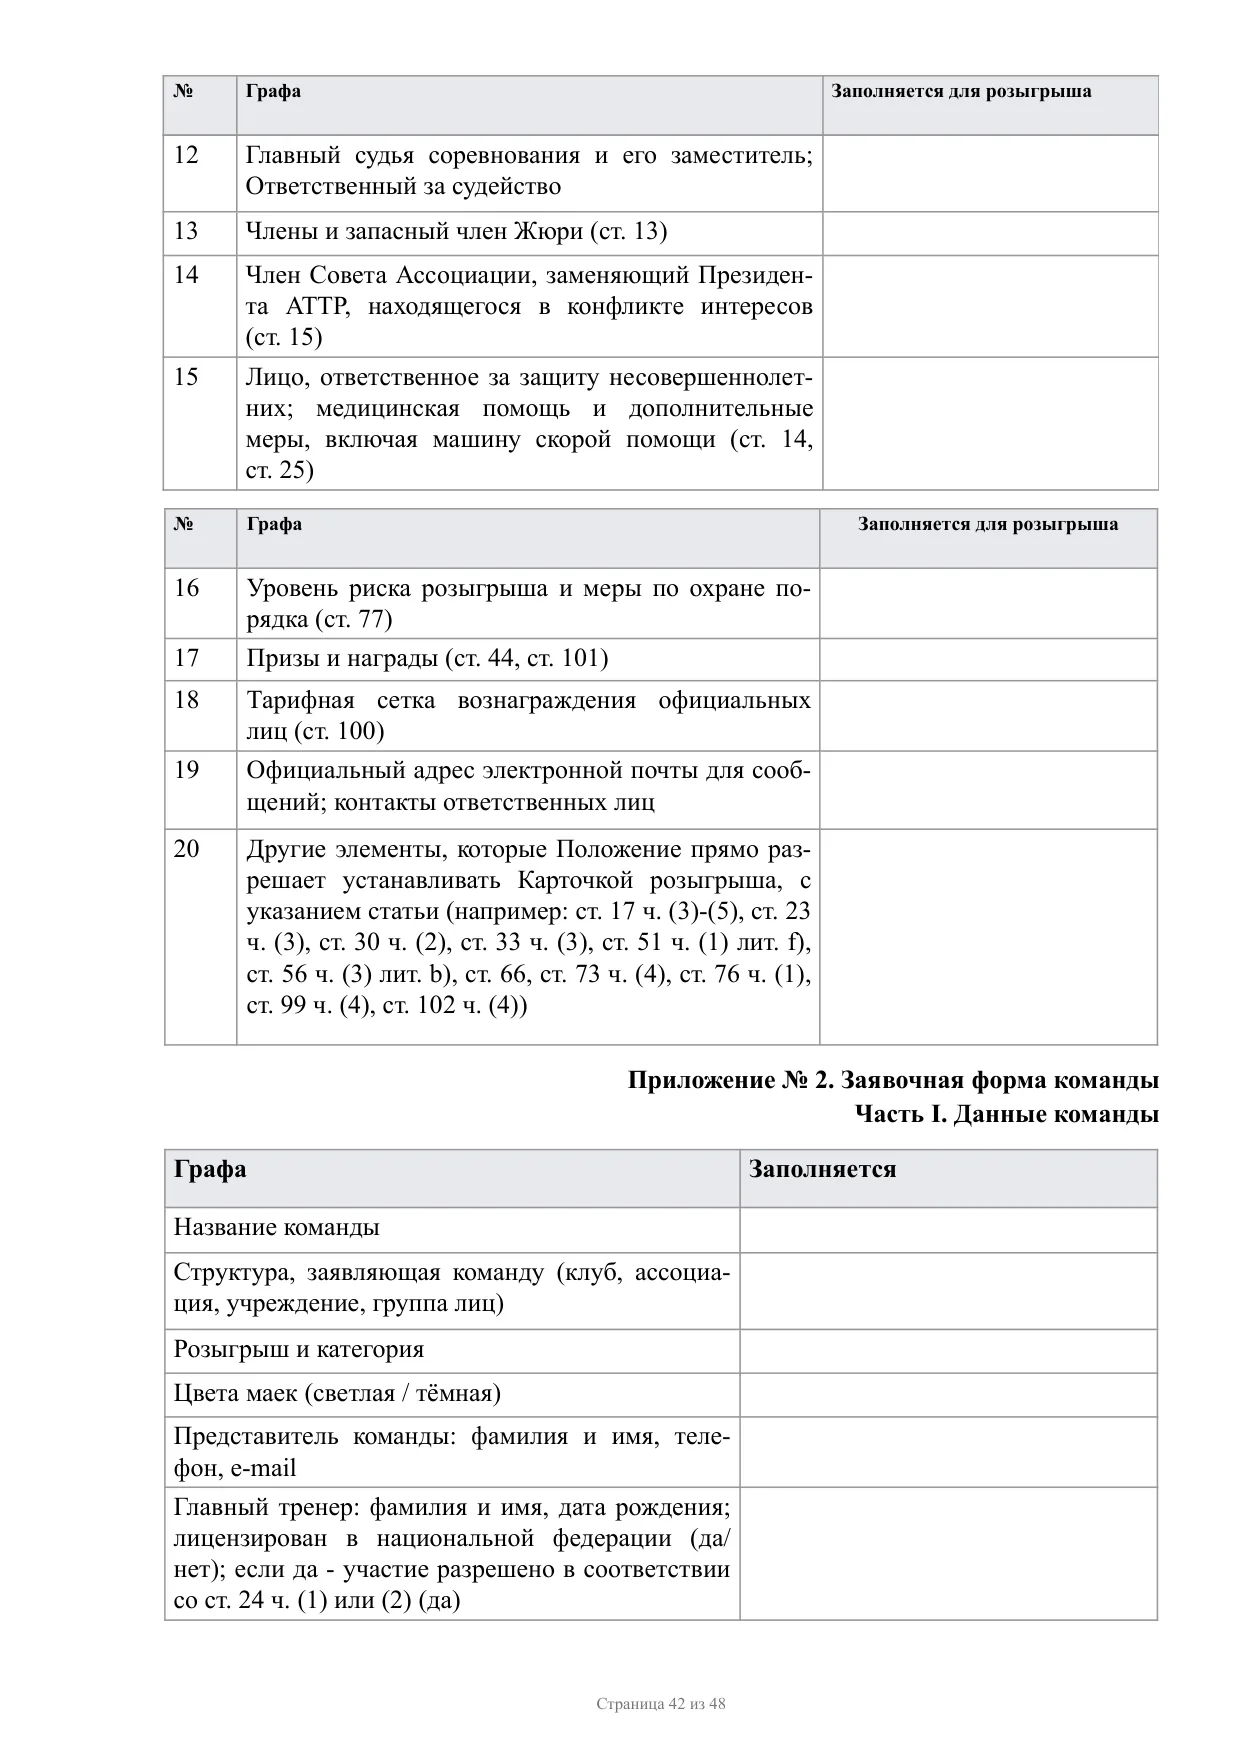 № Графа Заполняется для розыгрыша
12 Главный судья соревнования и его заместитель;
Ответственный за судейство
13 Члены и запасный член Жюри (ст. 13)
14 Член Совета Ассоциации, заменяющий Президен-
та АТТР, находящегося в конфликте интересов
(ст. 15)
15 Лицо, ответственное за защиту несовершеннолет-
них; медицинская помощь и дополнительные
меры, включая машину скорой помощи (ст. 14,
ст. 25)
№ Графа Заполняется для розыгрыша
16 Уровень риска розыгрыша и меры по охране по-
рядка (ст. 77)
17 Призы и награды (ст. 44, ст. 101)
18 Тарифная сетка вознаграждения официальных
лиц (ст. 100)
19 Официальный адрес электронной почты для сооб-
щений; контакты ответственных лиц
20 Другие элементы, которые Положение прямо раз-
решает устанавливать Карточкой розыгрыша, с
указанием статьи (например: ст. 17 ч. (3)-(5), ст. 23
ч. (3), ст. 30 ч. (2), ст. 33 ч. (3), ст. 51 ч. (1) лит. f),
ст. 56 ч. (3) лит. b), ст. 66, ст. 73 ч. (4), ст. 76 ч. (1),
ст. 99 ч. (4), ст. 102 ч. (4))
Приложение № 2. Заявочная форма команды
Часть I. Данные команды
Графа Заполняется
Название команды
Структура, заявляющая команду (клуб, ассоциа-
ция, учреждение, группа лиц)
Розыгрыш и категория
Цвета маек (светлая / тёмная)
Представитель команды: фамилия и имя, теле-
фон, e-mail
Главный тренер: фамилия и имя, дата рождения;
лицензирован в национальной федерации (да/
нет); если да - участие разрешено в соответствии
со ст. 24 ч. (1) или (2) (да)
Страница 42 из 48